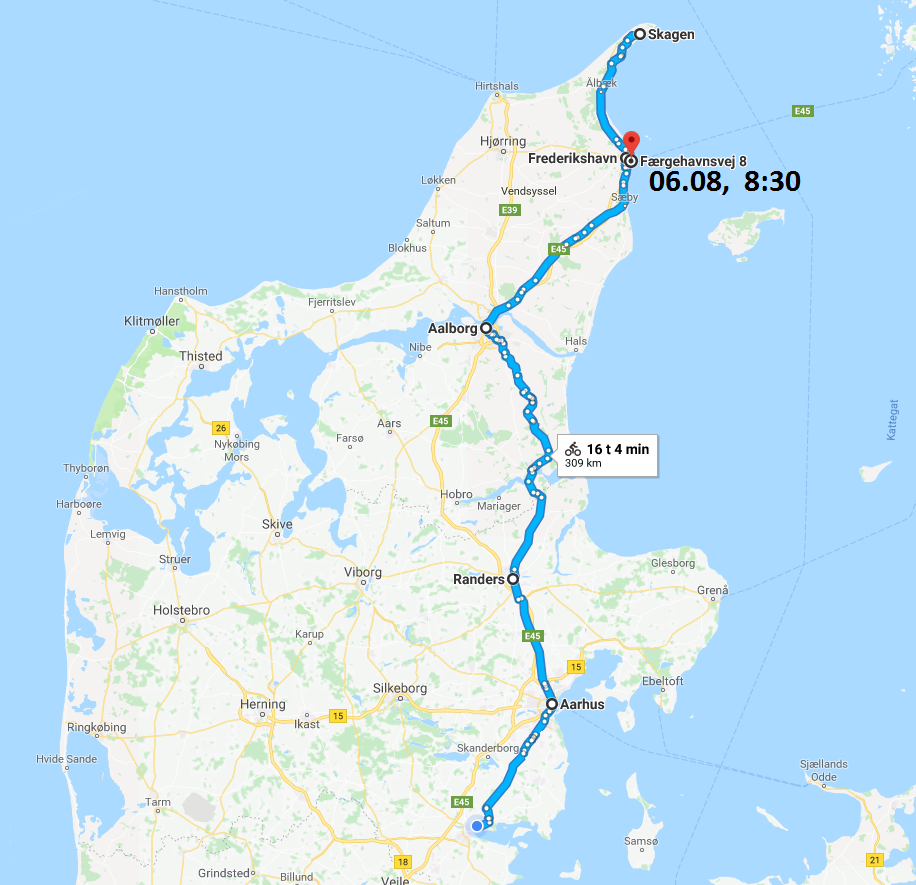 Skagen
Ålbæk
Hirtshals
E45
Hjørring
Frederikshavn
Færgehavnsvej 8
06.08, 8:30
Løkken
Vendsyssel
Sæby
E39
Saltum
Blokhus
E45
Hanstholm
Fjerritslev
Klitmøller
Aalborg
Hals
Nibe
Thisted
Kattegat
26
E45
Aars
Nykøbing
Mors
Farsø
16 t 4 min
309 km
Thyborøn
Hobro
Mariager
Harboøre
Skive
Lemvig
Struer
Viborg
Randers
Glesborg
Grenå
Holstebro
Karup
E45
15
Ebeltoft
Silkeborg
Herning
Aarhus
Ikast
15
Ringkøbing
Skanderborg
Hvide Sande
Sjællands
Odde
Tarm
E45
Samsø
18
21
Grindsted
Billund
Vejle